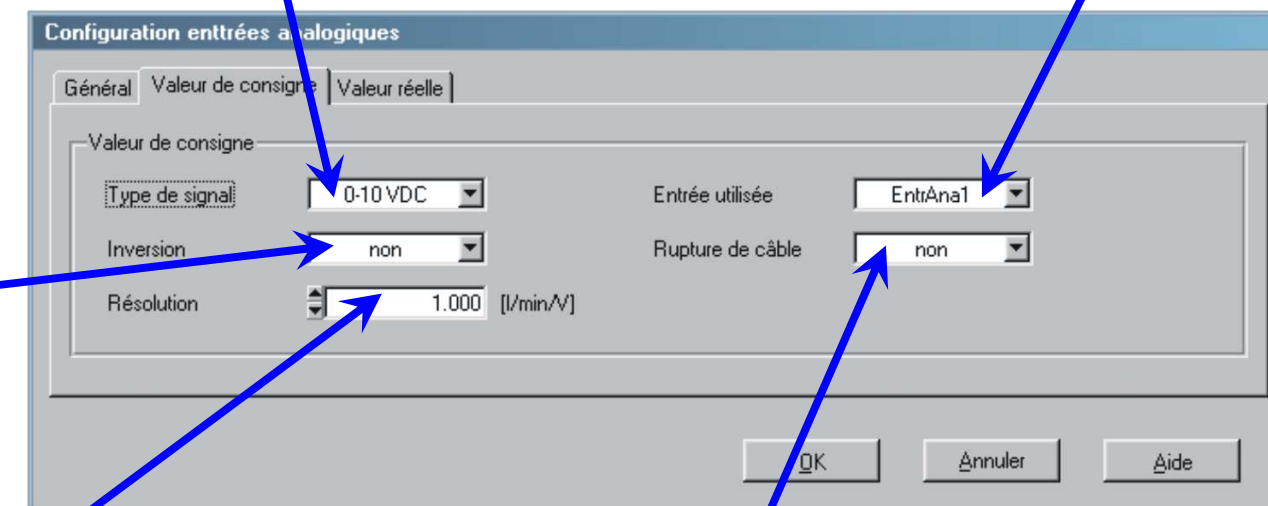 Configuration enttrées analogiques
Général Valeur de consigne Valeur réelle
Valeur de consigne
Type de signal 0-10 VDC Entrée utilisée EntrAna1
Inversion non Rupture de câble non
Résolution 1.000 [l/min/V]
OK Annuler Aide